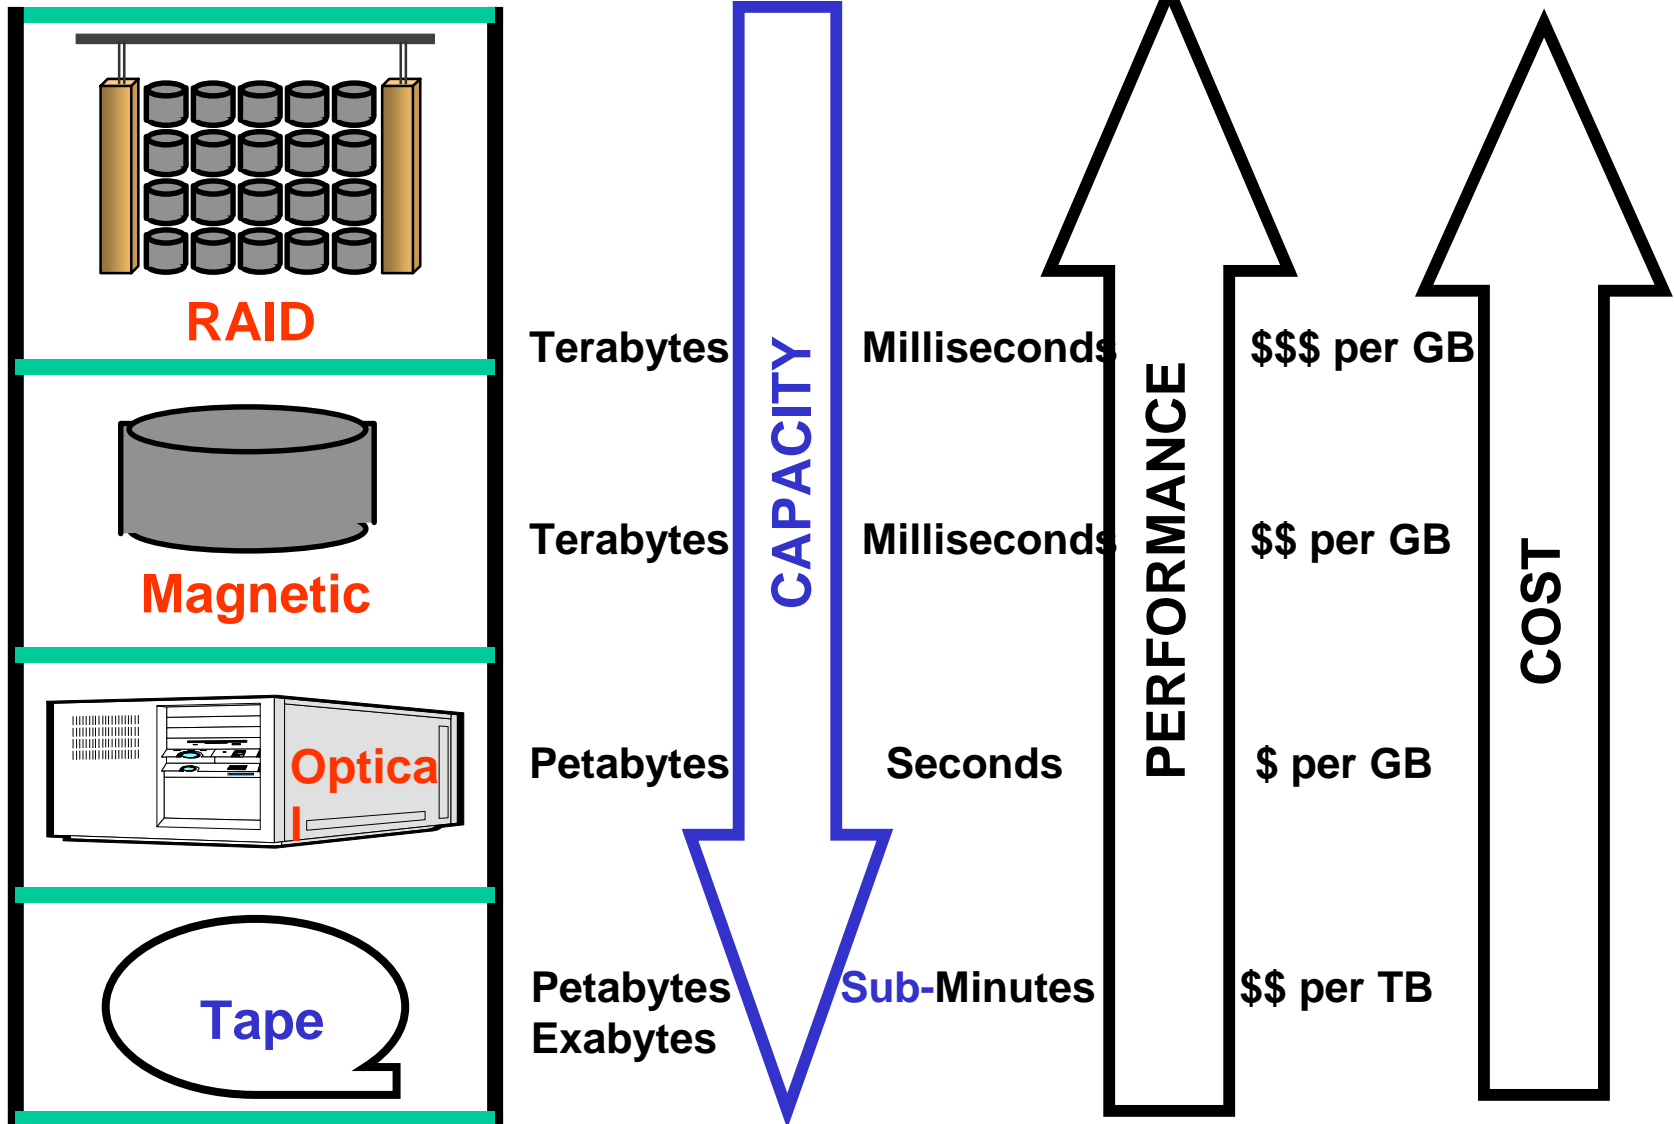 RAID
Terabytes
Milliseconds
$$$ per GB
CAPACITY
PERFORMANCE
COST
Magnetic
Terabytes
Milliseconds
$$ per GB
Optica
l
Petabytes
Seconds
$ per GB
Tape
Petabytes
Exabytes
Sub-Minutes
$$ per TB